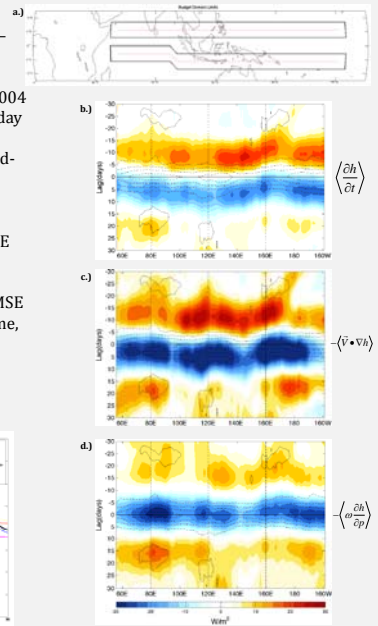 a.)
Budget Domain Limits
004
day
d-
E
MSE
me,
b.)
-30
-25
-20
-15
-10
-5
0
5
10
15
20
25
30
Lag(days)
60E 80E 100E 120E 140E 160E 180 160W
⟨∂h/∂t⟩
c.)
-30
-25
-20
-15
-10
-5
0
5
10
15
20
25
30
Lag(days)
60E 80E 100E 120E 140E 160E 180 160W
-⟨V⃗ • ∇h⟩
d.)
-30
-25
-20
-15
-10
-5
0
5
10
15
20
25
30
Lag(days)
60E 80E 100E 120E 140E 160E 180 160W
-⟨ω ∂h/∂p⟩
W/m²